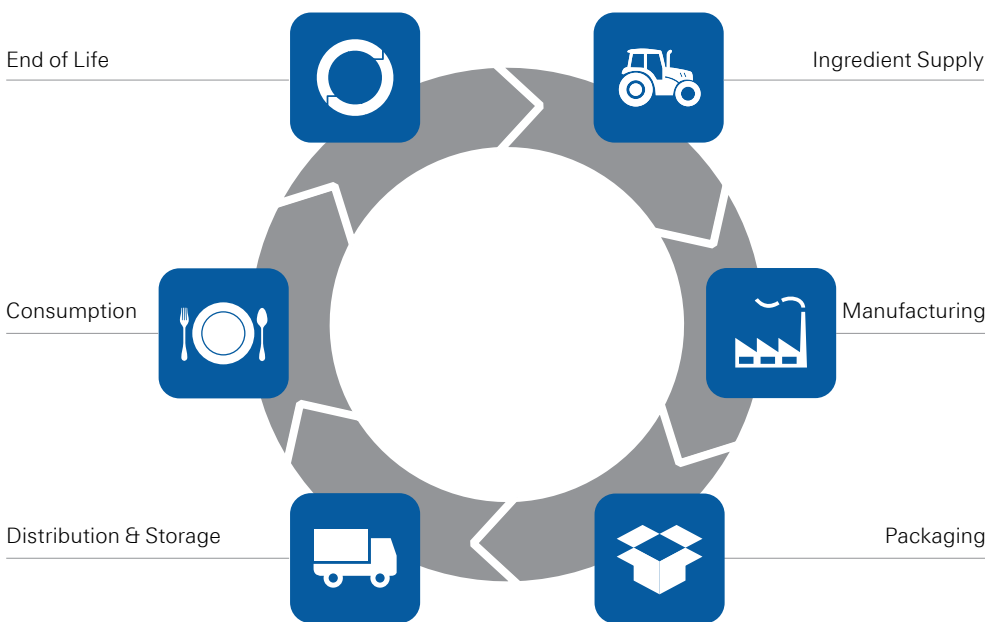 End of Life
Ingredient Supply
Consumption
Manufacturing
Distribution & Storage
Packaging